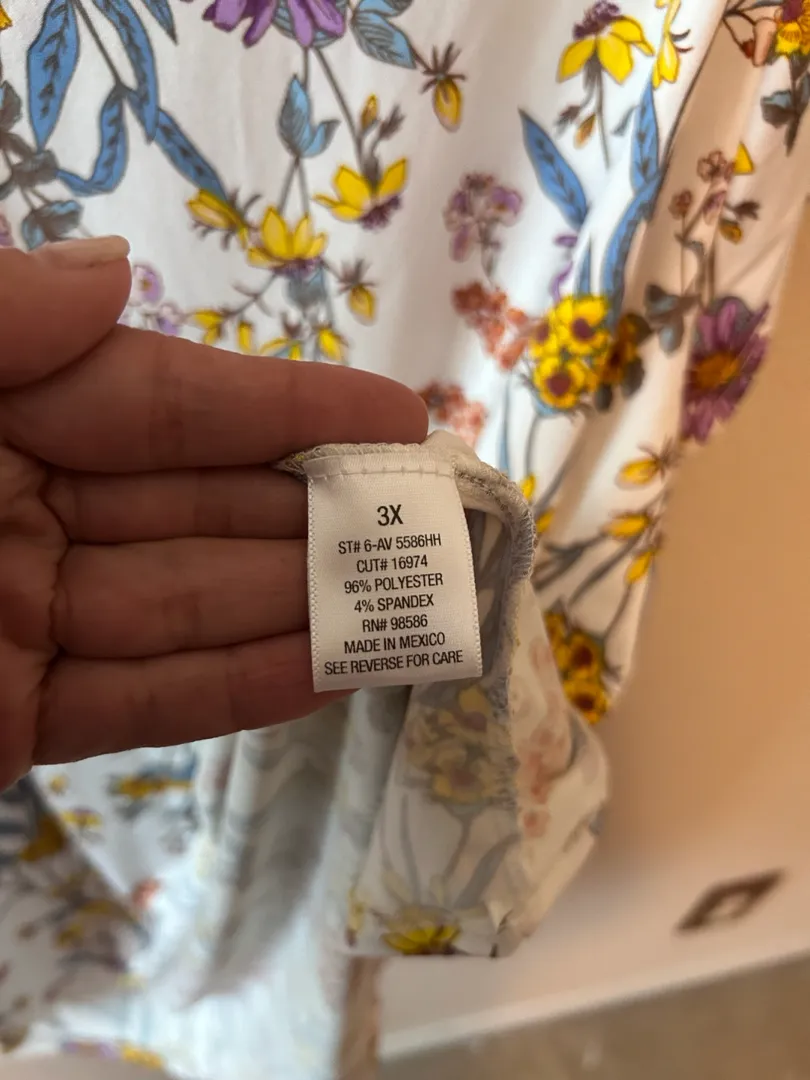 3X
ST# 6-AV 5586HH
CUT# 16974
96% POLYESTER
4% SPANDEX
RN# 98586
MADE IN MEXICO
SEE REVERSE FOR CARE